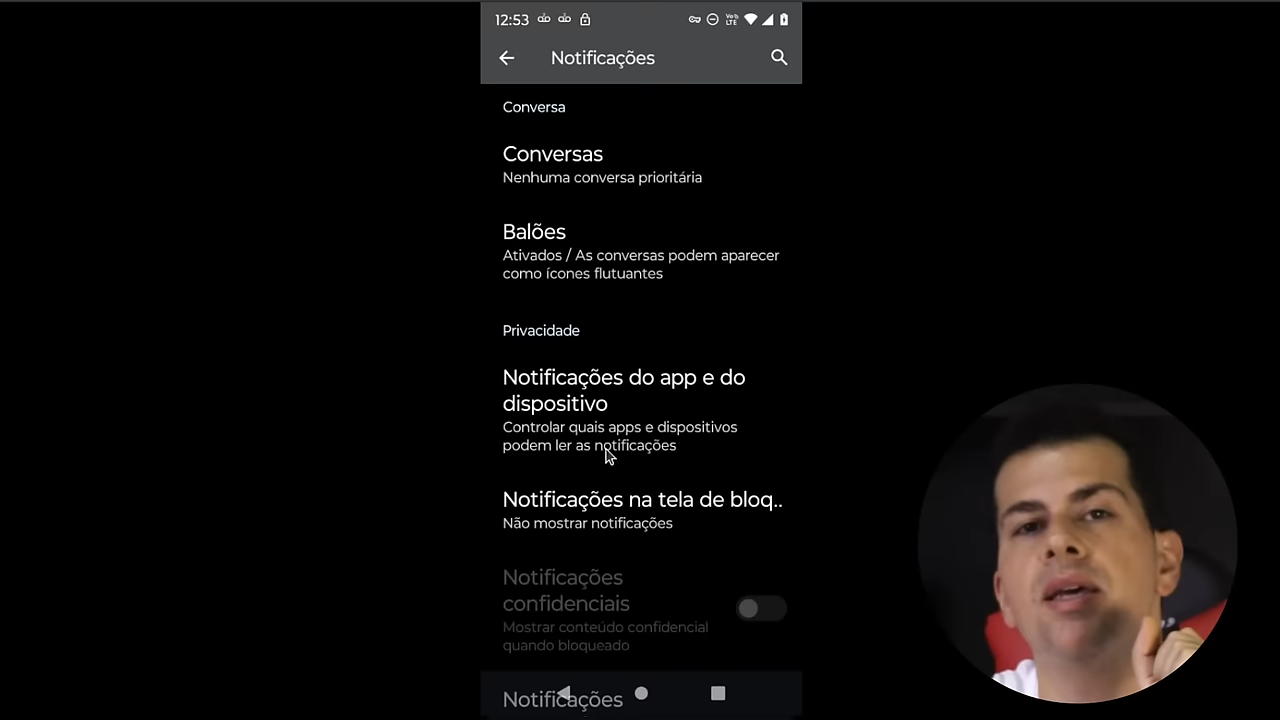 12:53
Vo LTE
Notificações
Conversa
Conversas
Nenhuma conversa prioritária
Balões
Ativados / As conversas podem aparecer
como ícones flutuantes
Privacidade
Notificações do app e do
dispositivo
Controlar quais apps e dispositivos
podem ler as notificações
Notificações na tela de bloq..
Não mostrar notificações
Notificações
confidenciais
Mostrar conteúdo confidencial
quando bloqueado
Notificações